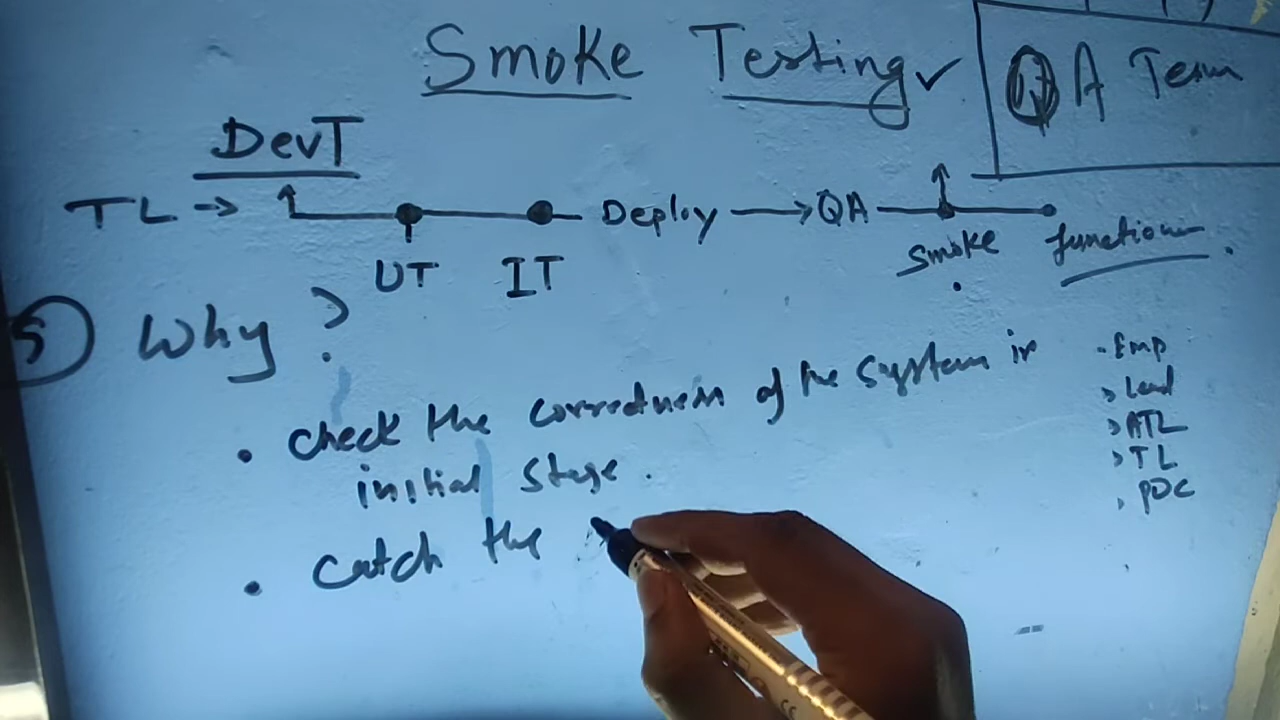 Smoke Testing ✓
QA Team
DevT
TL → Deploy → QA
UT IT
Smoke function
5 Why ?
• check the correctness of the system in
initial stage.
• Catch the
Emp
Lead
ATL
TL
POC